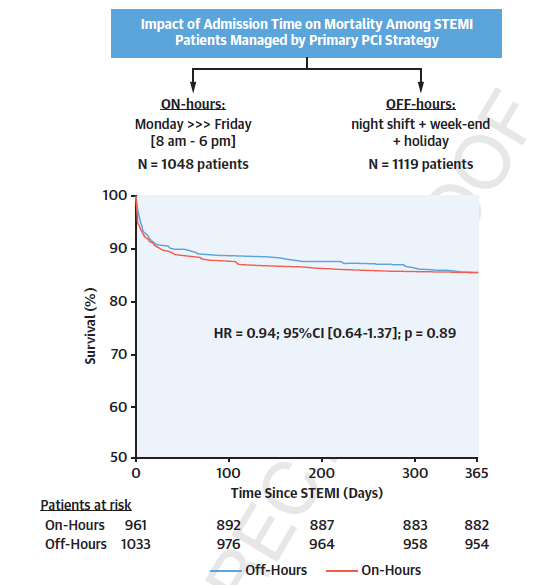 Impact of Admission Time on Mortality Among STEMI
Patients Managed by Primary PCI Strategy
ON-hours:
Monday >>> Friday
[8 am - 6 pm]
N = 1048 patients
OFF-hours:
night shift + week-end
+ holiday
N = 1119 patients
100
90
80
70
60
50
Survival (%)
HR = 0.94; 95%CI [0.64-1.37]; p = 0.89
0 100 200 300 365
Time Since STEMI (Days)
Patients at risk
On-Hours 961 892 887 883 882
Off-Hours 1033 976 964 958 954
Off-Hours On-Hours